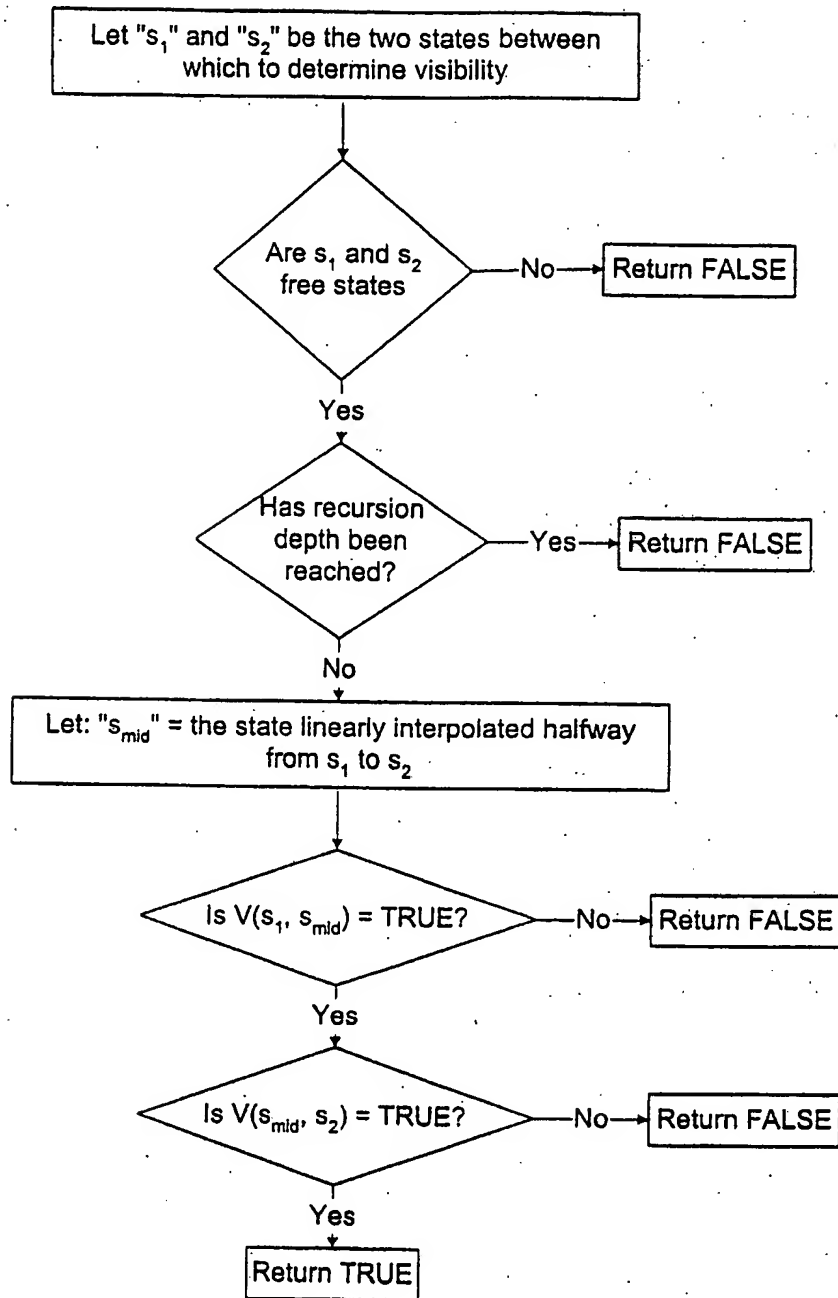 Let "s₁" and "s₂" be the two states between
which to determine visibility
Are s₁ and s₂
free states
No
Return FALSE
Yes
Has recursion
depth been
reached?
Yes
Return FALSE
No
Let: "s_mid" = the state linearly interpolated halfway
from s₁ to s₂
Is V(s₁, s_mid) = TRUE?
No
Return FALSE
Yes
Is V(s_mid, s₂) = TRUE?
No
Return FALSE
Yes
Return TRUE